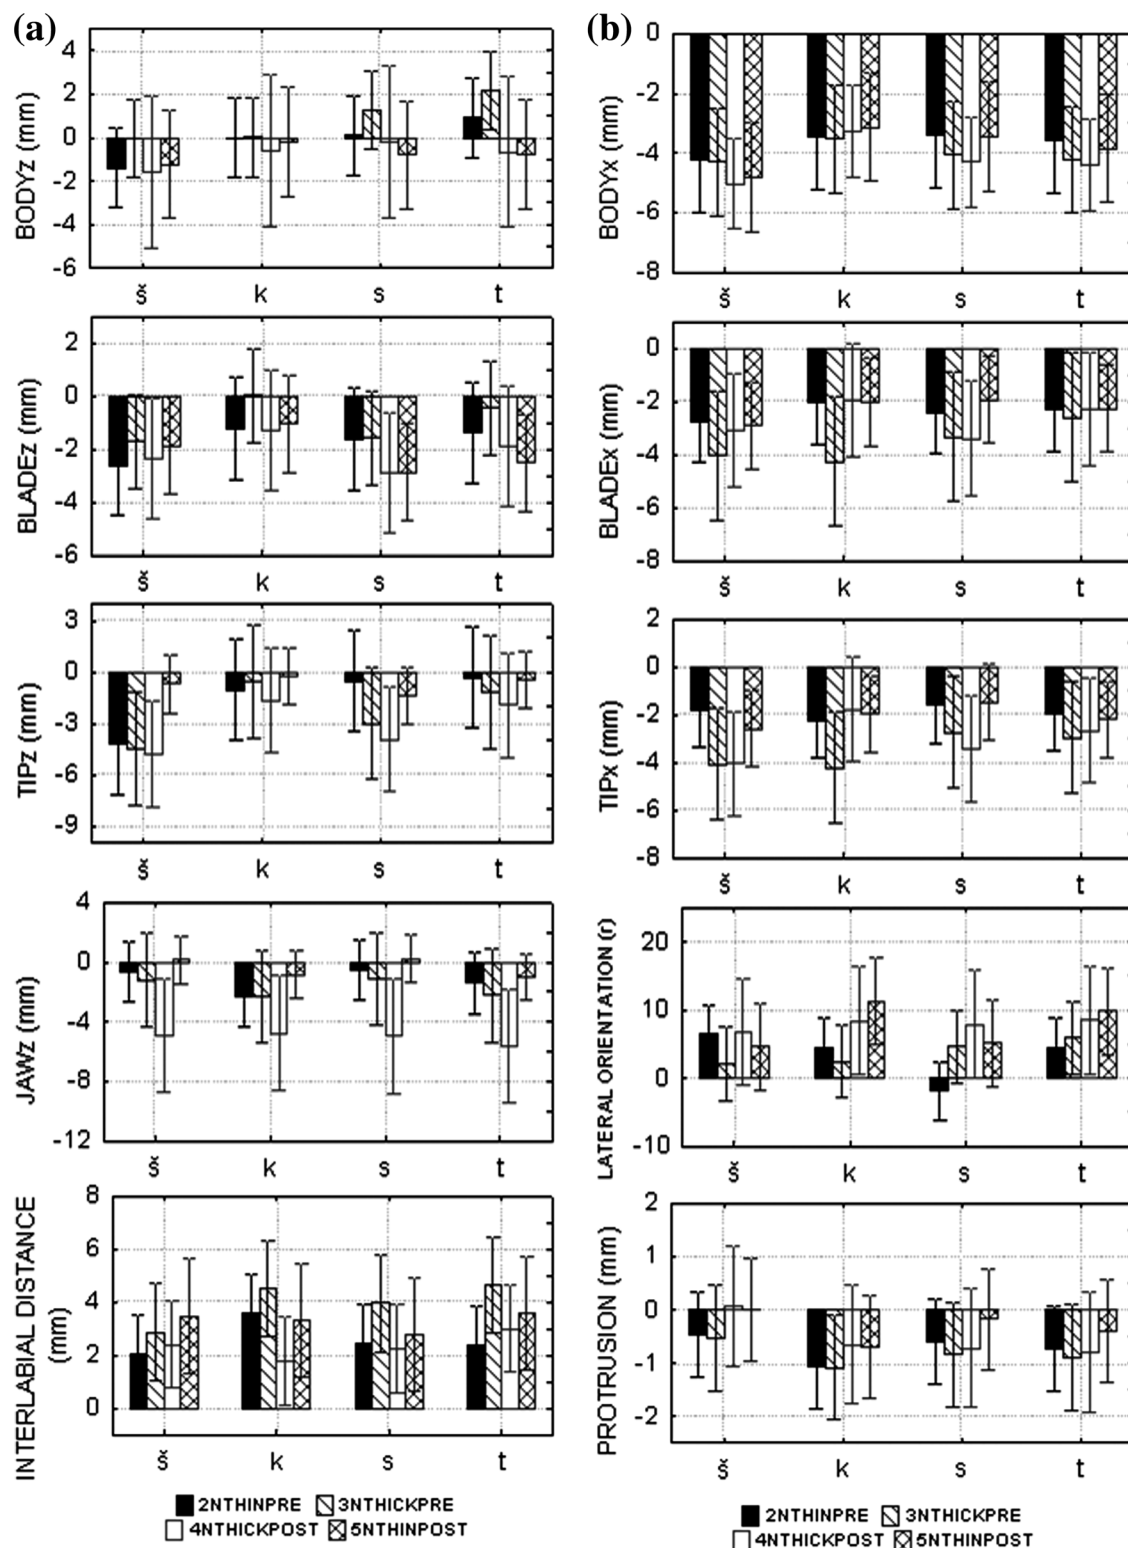 (a)
BODYz (mm)
4
2
0
-2
-4
-6
š k s t
BLADEz (mm)
2
0
-2
-4
-6
š k s t
TIPz (mm)
3
0
-3
-6
-9
š k s t
JAWz (mm)
4
0
-4
-8
-12
š k s t
INTERLABIAL DISTANCE
(mm)
8
6
4
2
0
š k s t
2NTHINPRE 3NTHICKPRE
4NTHICKPOST 5NTHINPOST
(b)
BODYx (mm)
0
-2
-4
-6
-8
š k s t
BLADEx (mm)
0
-2
-4
-6
-8
š k s t
TIPx (mm)
2
0
-2
-4
-6
-8
š k s t
LATERAL ORIENTATION (r)
20
10
0
-10
š k s t
PROTRUSION (mm)
2
1
0
-1
-2
š k s t
2NTHINPRE 3NTHICKPRE
4NTHICKPOST 5NTHINPOST